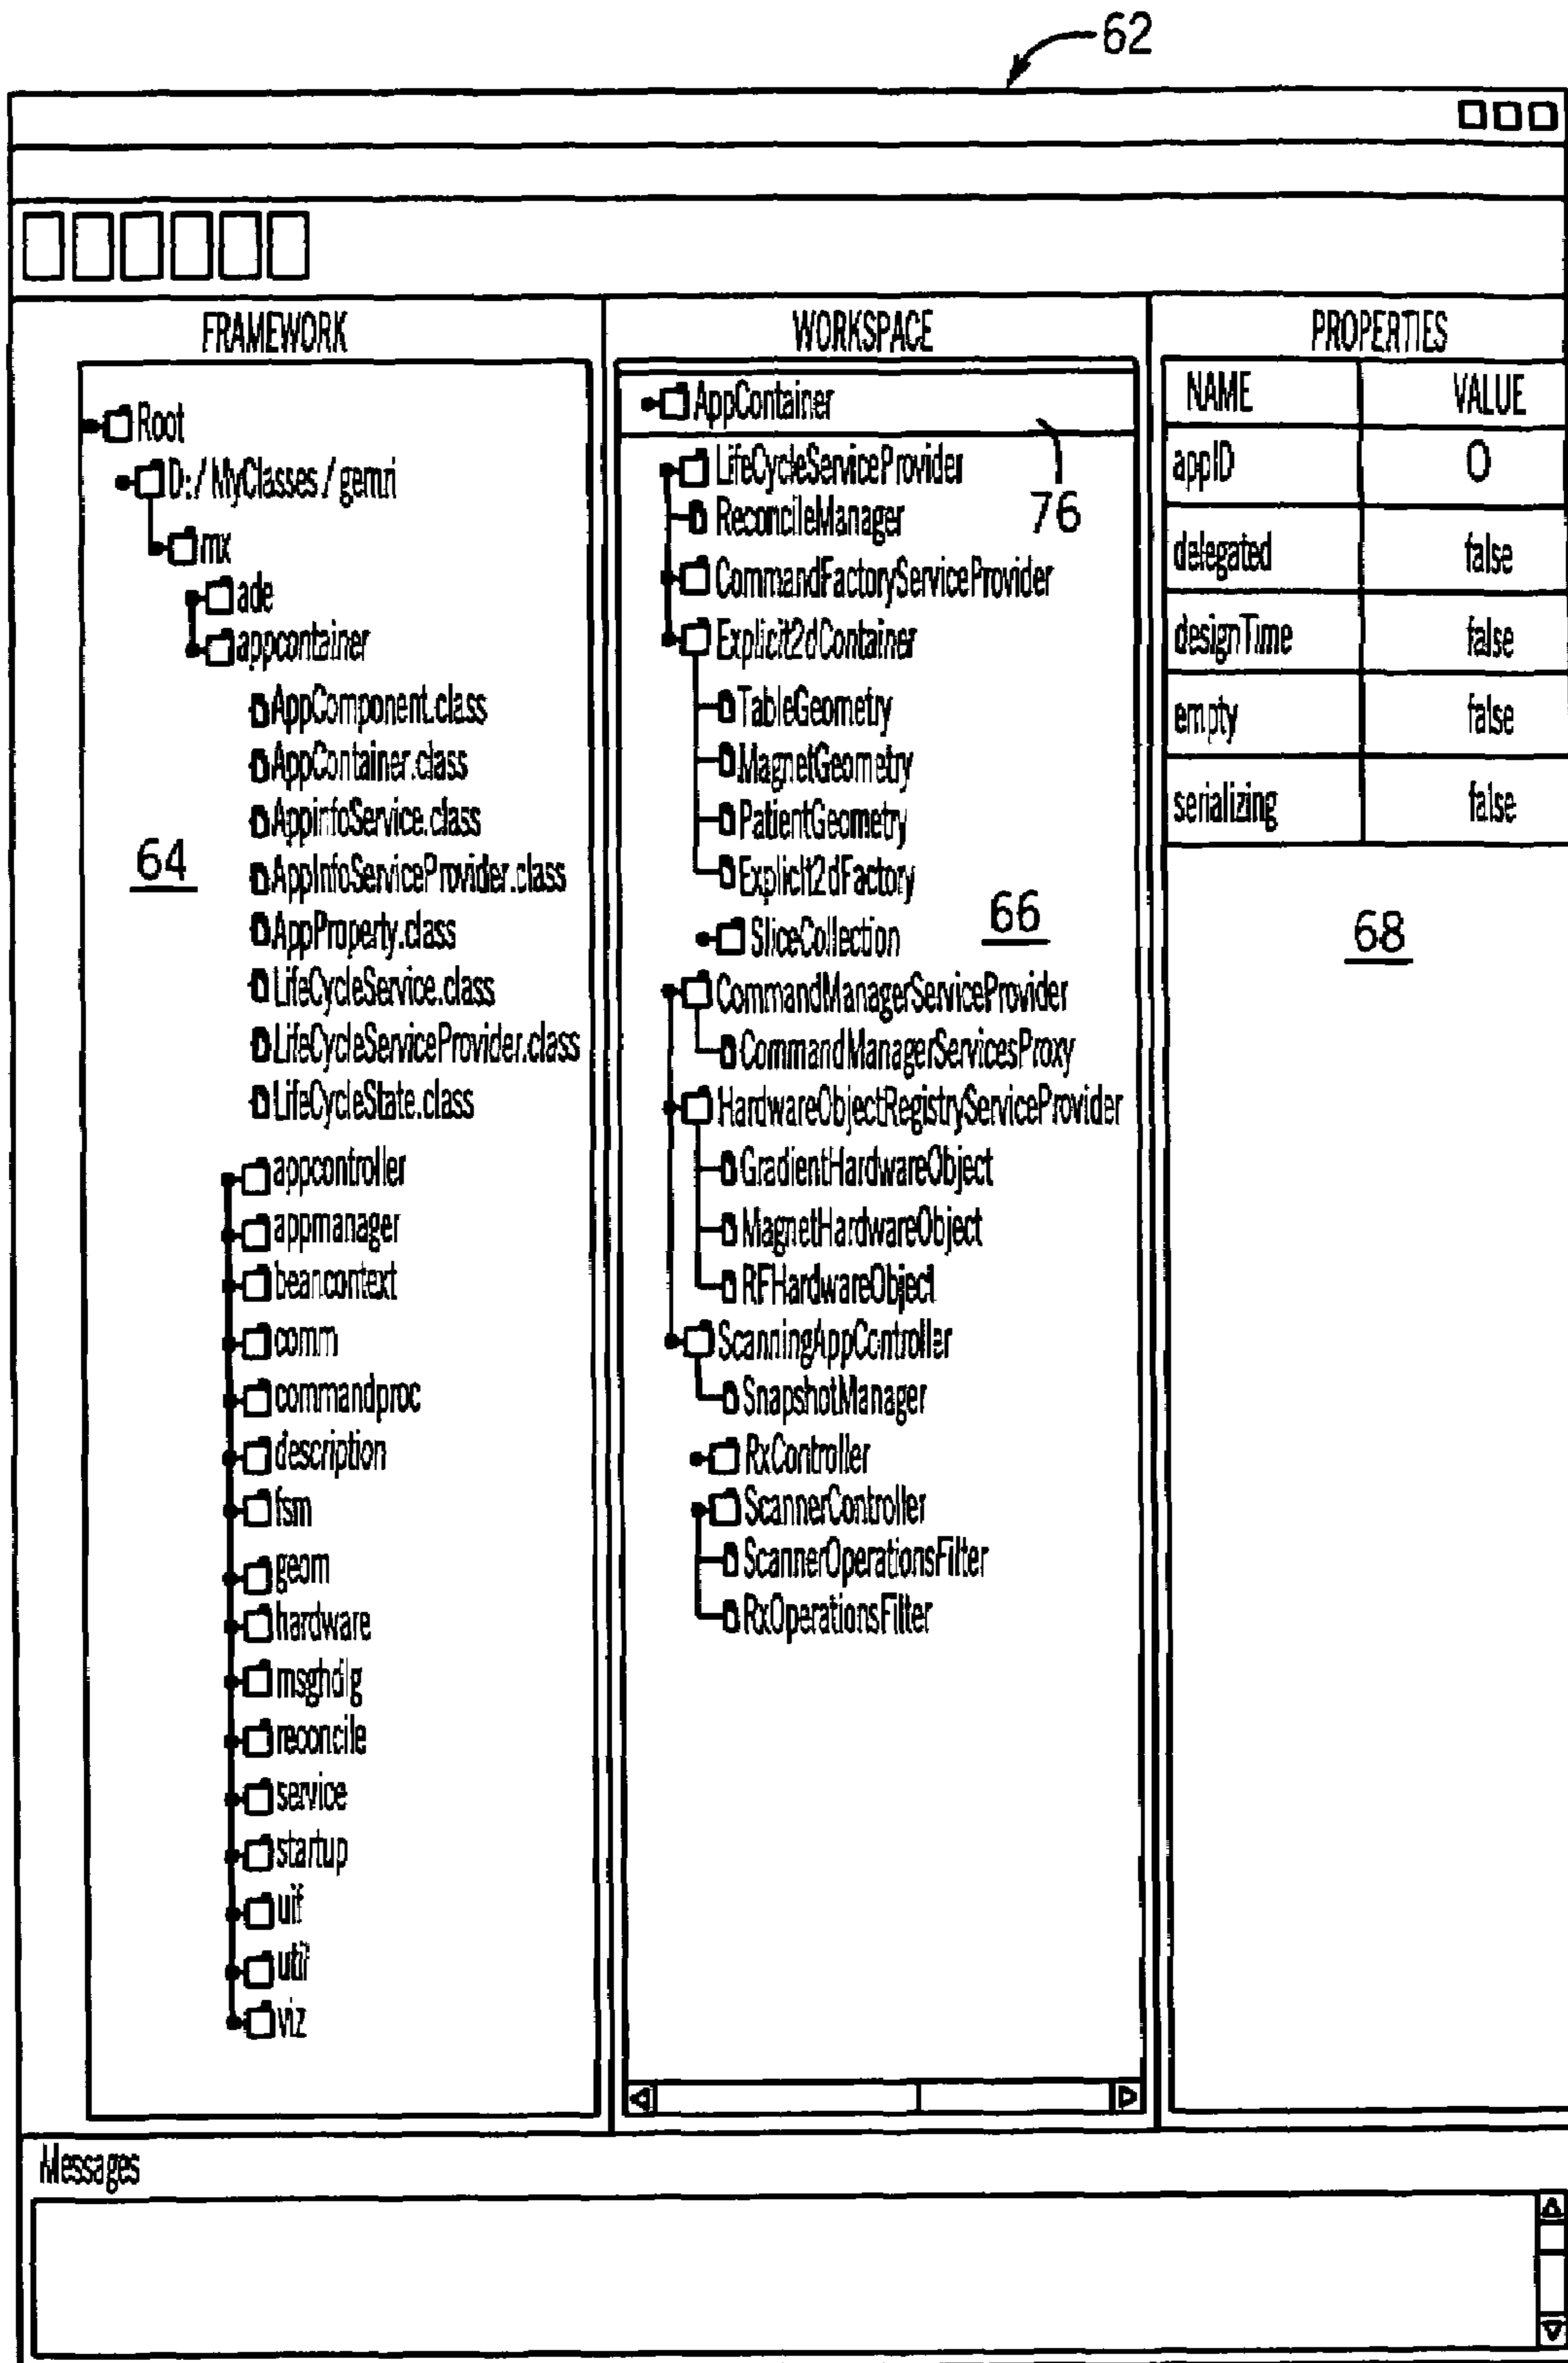 62
FRAMEWORK
Root
D:/ MyClasses / gemri
mx
ade
appcontainer
AppComponent.class
AppContainer.class
AppinfoService.class
AppInfoServiceProvider.class
AppProperty.class
LifeCycleService.class
LifeCycleServiceProvider.class
LifeCycleState.class
appcontroller
appmanager
beancontext
comm
commandproc
description
fsm
geom
hardware
msghdlg
reconcile
service
startup
uif
util
viz
64
WORKSPACE
AppContainer
76
LifeCycleServiceProvider
ReconcileManager
CommandFactoryServiceProvider
Explicit2dContainer
TableGeometry
MagnetGeometry
PatientGeometry
Explicit2dFactory
SliceCollection
CommandManagerServiceProvider
CommandManagerServicesProxy
HardwareObjectRegistryServiceProvider
GradientHardwareObject
MagnetHardwareObject
RFHardwareObject
ScanningAppController
SnapshotManager
RxController
ScannerController
ScannerOperationsFilter
RxOperationsFilter
66
PROPERTIES
NAME VALUE
appID O
delegated false
designTime false
empty false
serializing false
68
Messages